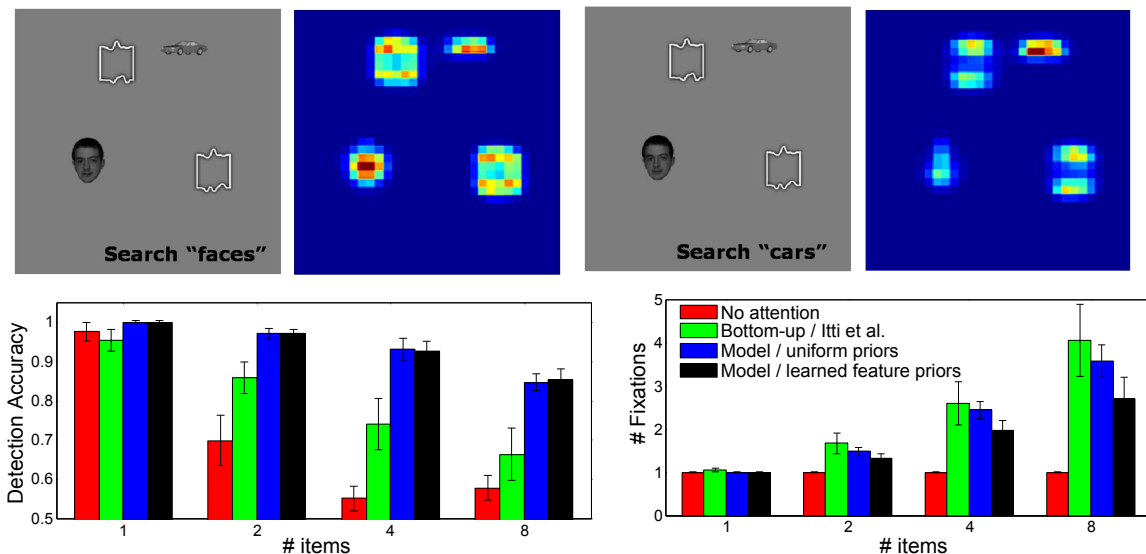 Search “faces”
Search “cars”
Detection Accuracy
1
0.9
0.8
0.7
0.6
0.5
1 2 4 8
# items
# Fixations
5
4
3
2
1
0
No attention
Bottom-up / Itti et al.
Model / uniform priors
Model / learned feature priors
1 2 4 8
# items